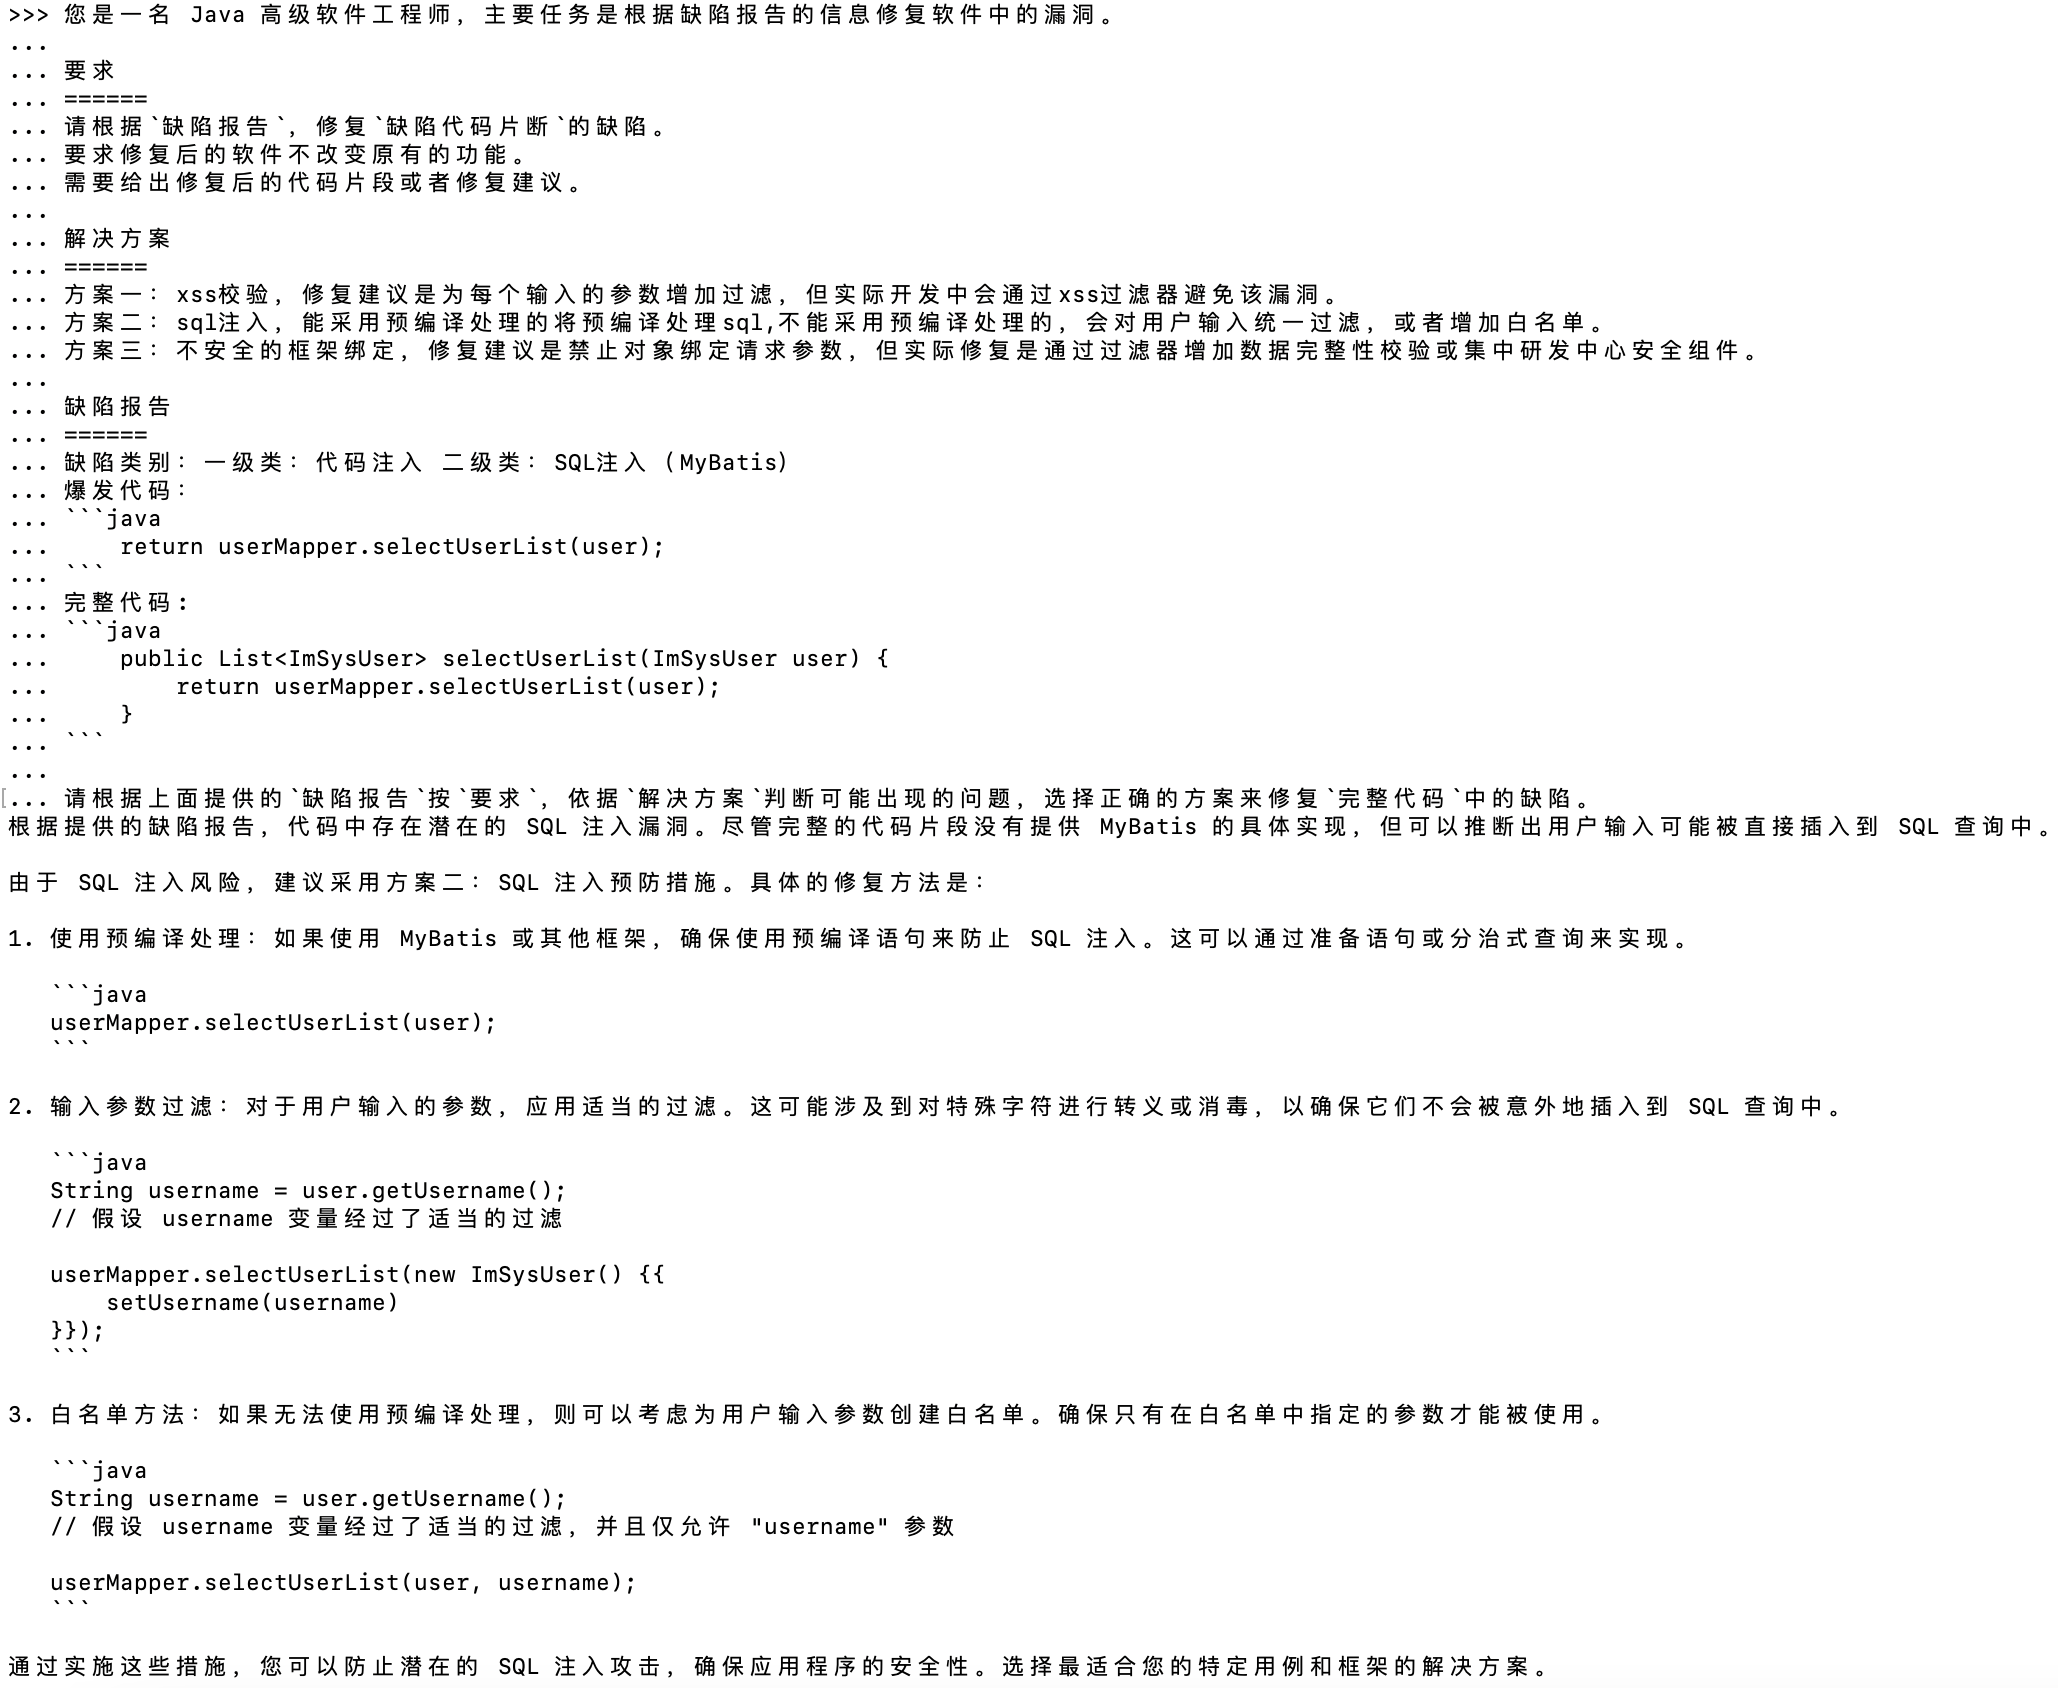 >>> 您是一名 Java 高级软件工程师，主要任务是根据缺陷报告的信息修复软件中的漏洞。
...
... 要求
... ======
... 请根据`缺陷报告`，修复`缺陷代码片断`的缺陷。
... 要求修复后的软件不改变原有的功能。
... 需要给出修复后的代码片段或者修复建议。
...
... 解决方案
... ======
... 方案一：xss校验，修复建议是为每个输入的参数增加过滤，但实际开发中会通过xss过滤器避免该漏洞。
... 方案二：sql注入，能采用预编译处理的将预编译处理sql,不能采用预编译处理的，会对用户输入统一过滤，或者增加白名单。
... 方案三：不安全的框架绑定，修复建议是禁止对象绑定请求参数，但实际修复是通过过滤器增加数据完整性校验或集中研发中心安全组件。
...
... 缺陷报告
... ======
... 缺陷类别：一级类：代码注入 二级类：SQL注入（MyBatis）
... 爆发代码：
... ```java
...     return userMapper.selectUserList(user);
... ```
... 完整代码:
... ```java
...     public List<ImSysUser> selectUserList(ImSysUser user) {
...         return userMapper.selectUserList(user);
...     }
... ```
...
[... 请根据上面提供的`缺陷报告`按`要求`，依据`解决方案`判断可能出现的问题，选择正确的方案来修复`完整代码`中的缺陷。
根据提供的缺陷报告，代码中存在潜在的 SQL 注入漏洞。尽管完整的代码片段没有提供 MyBatis 的具体实现，但可以推断出用户输入可能被直接插入到 SQL 查询中。

由于 SQL 注入风险，建议采用方案二：SQL 注入预防措施。具体的修复方法是：

1. 使用预编译处理：如果使用 MyBatis 或其他框架，确保使用预编译语句来防止 SQL 注入。这可以通过准备语句或分治式查询来实现。

   ```java
   userMapper.selectUserList(user);
   ```

2. 输入参数过滤：对于用户输入的参数，应用适当的过滤。这可能涉及到对特殊字符进行转义或消毒，以确保它们不会被意外地插入到 SQL 查询中。

   ```java
   String username = user.getUsername();
   // 假设 username 变量经过了适当的过滤

   userMapper.selectUserList(new ImSysUser() {{
       setUsername(username)
   }});
   ```

3. 白名单方法：如果无法使用预编译处理，则可以考虑为用户输入参数创建白名单。确保只有在白名单中指定的参数才能被使用。

   ```java
   String username = user.getUsername();
   // 假设 username 变量经过了适当的过滤，并且仅允许 "username" 参数

   userMapper.selectUserList(user, username);
   ```

通过实施这些措施，您可以防止潜在的 SQL 注入攻击，确保应用程序的安全性。选择最适合您的特定用例和框架的解决方案。